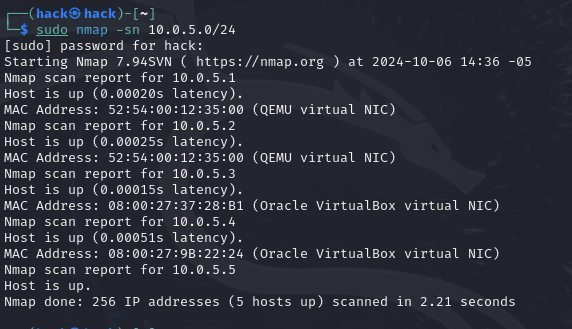 ┌──(hack㉿hack)-[~]
└─$ sudo nmap -sn 10.0.5.0/24
[sudo] password for hack:
Starting Nmap 7.94SVN ( https://nmap.org ) at 2024-10-06 14:36 -05
Nmap scan report for 10.0.5.1
Host is up (0.00020s latency).
MAC Address: 52:54:00:12:35:00 (QEMU virtual NIC)
Nmap scan report for 10.0.5.2
Host is up (0.00025s latency).
MAC Address: 52:54:00:12:35:00 (QEMU virtual NIC)
Nmap scan report for 10.0.5.3
Host is up (0.00015s latency).
MAC Address: 08:00:27:37:28:B1 (Oracle VirtualBox virtual NIC)
Nmap scan report for 10.0.5.4
Host is up (0.00051s latency).
MAC Address: 08:00:27:9B:22:24 (Oracle VirtualBox virtual NIC)
Nmap scan report for 10.0.5.5
Host is up.
Nmap done: 256 IP addresses (5 hosts up) scanned in 2.21 seconds